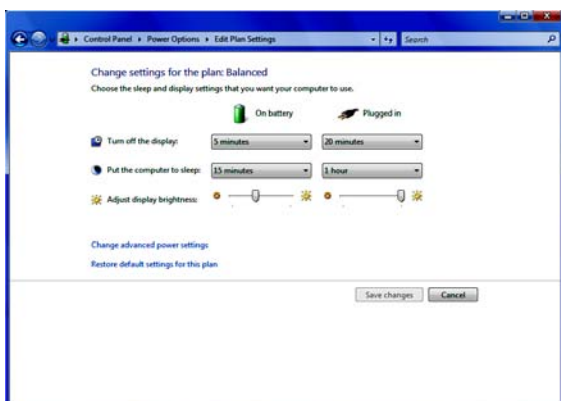 Control Panel ▸ Power Options ▸ Edit Plan Settings
Search
Change settings for the plan: Balanced
Choose the sleep and display settings that you want your computer to use.
On battery Plugged in
Turn off the display: 5 minutes 20 minutes
Put the computer to sleep: 15 minutes 1 hour
Adjust display brightness:
Change advanced power settings
Restore default settings for this plan
Save changes Cancel